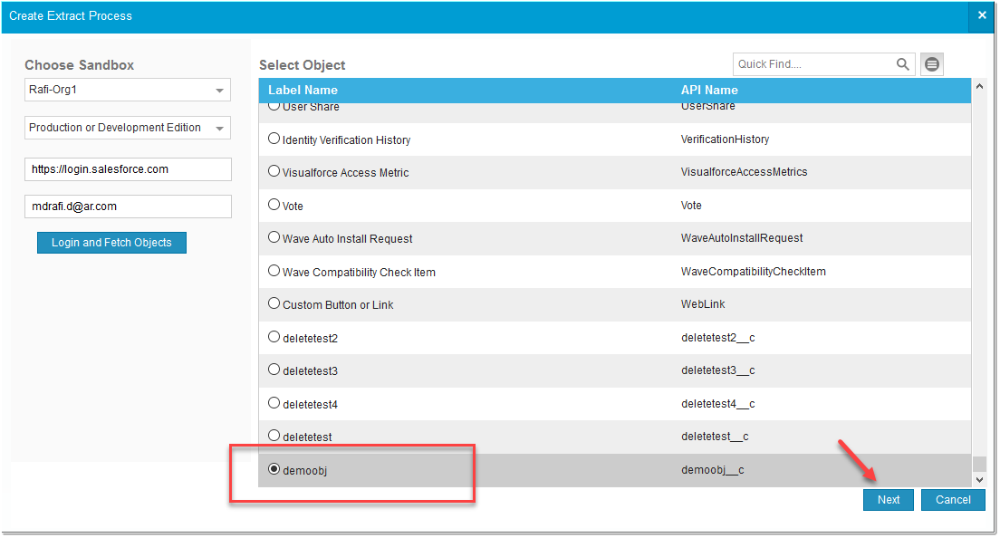 Create Extract Process
Choose Sandbox
Rafi-Org1
Production or Development Edition
https://login.salesforce.com
mdrafi.d@ar.com
Login and Fetch Objects
Select Object
Quick Find....
Label Name API Name
User Share UserShare
Identity Verification History VerificationHistory
Visualforce Access Metric VisualforceAccessMetrics
Vote Vote
Wave Auto Install Request WaveAutoInstallRequest
Wave Compatibility Check Item WaveCompatibilityCheckItem
Custom Button or Link WebLink
deletetest2 deletetest2__c
deletetest3 deletetest3__c
deletetest4 deletetest4__c
deletetest deletetest__c
demoobj demoobj__c
Next Cancel